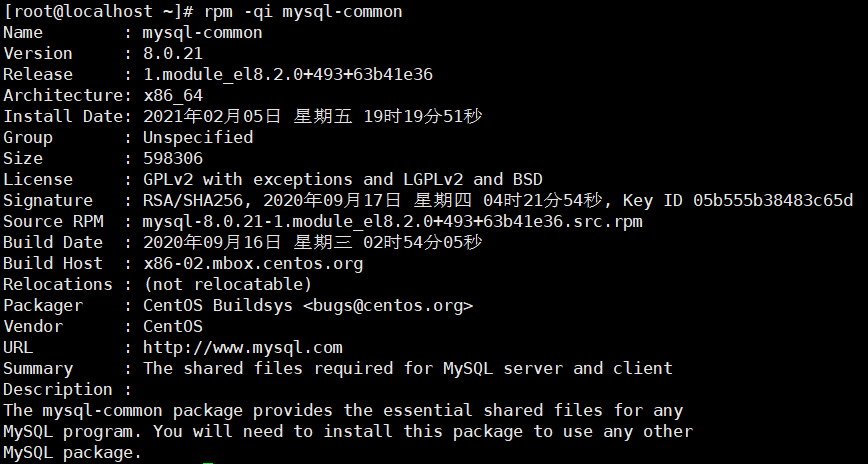 [root@localhost ~]# rpm -qi mysql-common
Name        : mysql-common
Version     : 8.0.21
Release     : 1.module_el8.2.0+493+63b41e36
Architecture: x86_64
Install Date: 2021年02月05日 星期五 19时19分51秒
Group       : Unspecified
Size        : 598306
License     : GPLv2 with exceptions and LGPLv2 and BSD
Signature   : RSA/SHA256, 2020年09月17日 星期四 04时21分54秒, Key ID 05b555b38483c65d
Source RPM  : mysql-8.0.21-1.module_el8.2.0+493+63b41e36.src.rpm
Build Date  : 2020年09月16日 星期三 02时54分05秒
Build Host  : x86-02.mbox.centos.org
Relocations : (not relocatable)
Packager    : CentOS Buildsys <bugs@centos.org>
Vendor      : CentOS
URL         : http://www.mysql.com
Summary     : The shared files required for MySQL server and client
Description :
The mysql-common package provides the essential shared files for any
MySQL program. You will need to install this package to use any other
MySQL package.